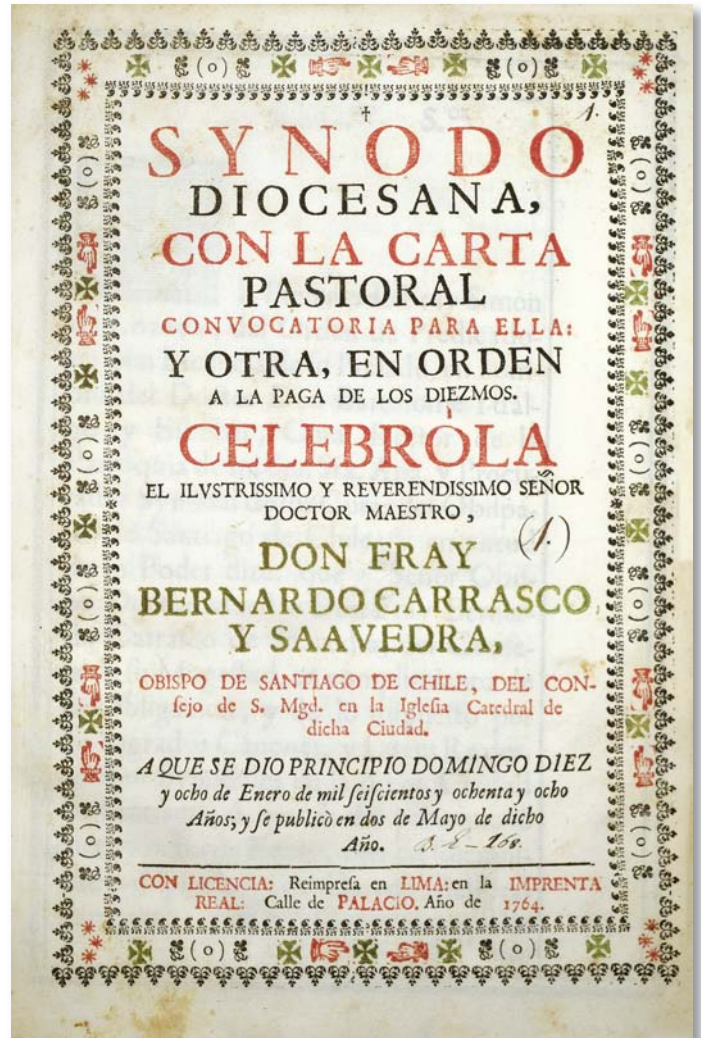 †
1.
SYNODO
DIOCESANA,
CON LA CARTA
PASTORAL
CONVOCATORIA PARA ELLA:
Y OTRA, EN ORDEN
A LA PAGA DE LOS DIEZMOS.
CELEBROLA
EL ILVSTRISSIMO Y REVERENDISSIMO SEÑOR
DOCTOR MAESTRO,
(1.)
DON FRAY
BERNARDO CARRASCO,
Y SAAVEDRA,
OBISPO DE SANTIAGO DE CHILE, DEL CON-
ſejo de S. Mgd. en la Igleſia Catedral de
dicha Ciudad.
A QUE SE DIO PRINCIPIO DOMINGO DIEZ
y ocho de Enero de mil ſeiſcientos y ochenta y ocho
Años; y ſe publicò en dos de Mayo de dicho
Año.
CON LICENCIA: Reimpreſa en LIMA: en la IMPRENTA
REAL: Calle de PALACIO. Año de 1764.